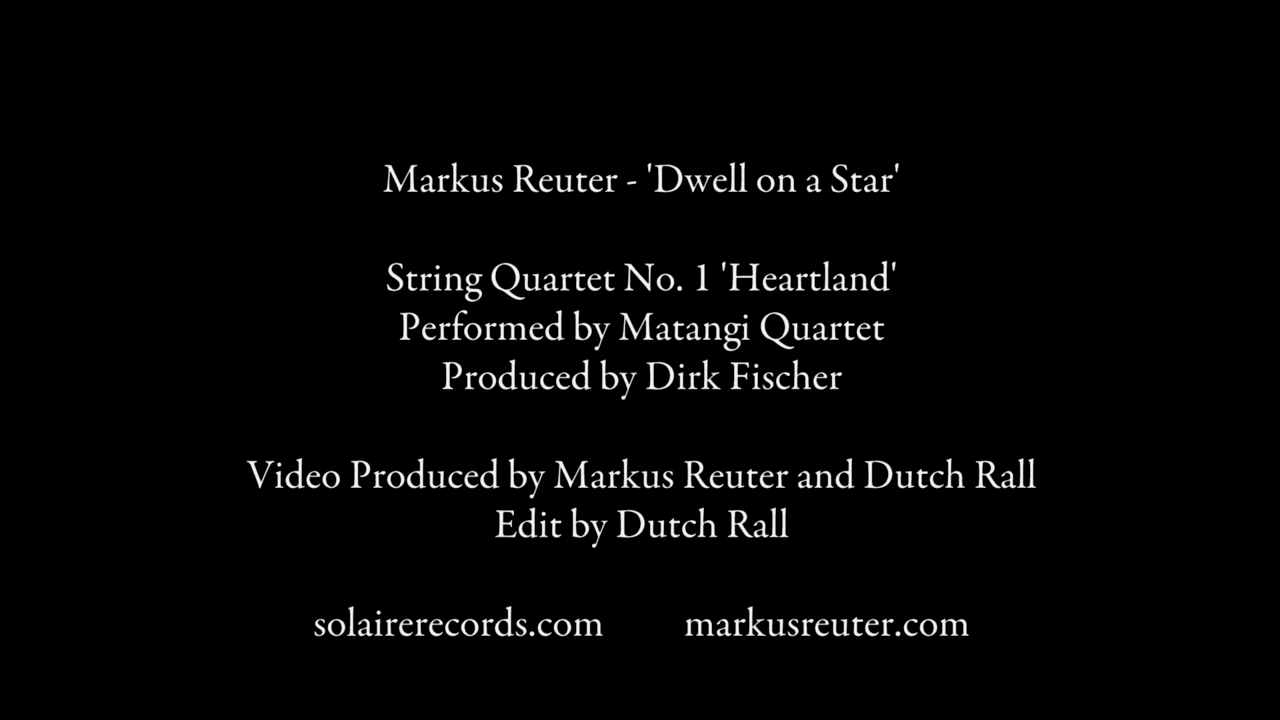 Markus Reuter - 'Dwell on a Star'
String Quartet No. 1 'Heartland'
Performed by Matangi Quartet
Produced by Dirk Fischer
Video Produced by Markus Reuter and Dutch Rall
Edit by Dutch Rall
solairerecords.com markusreuter.com